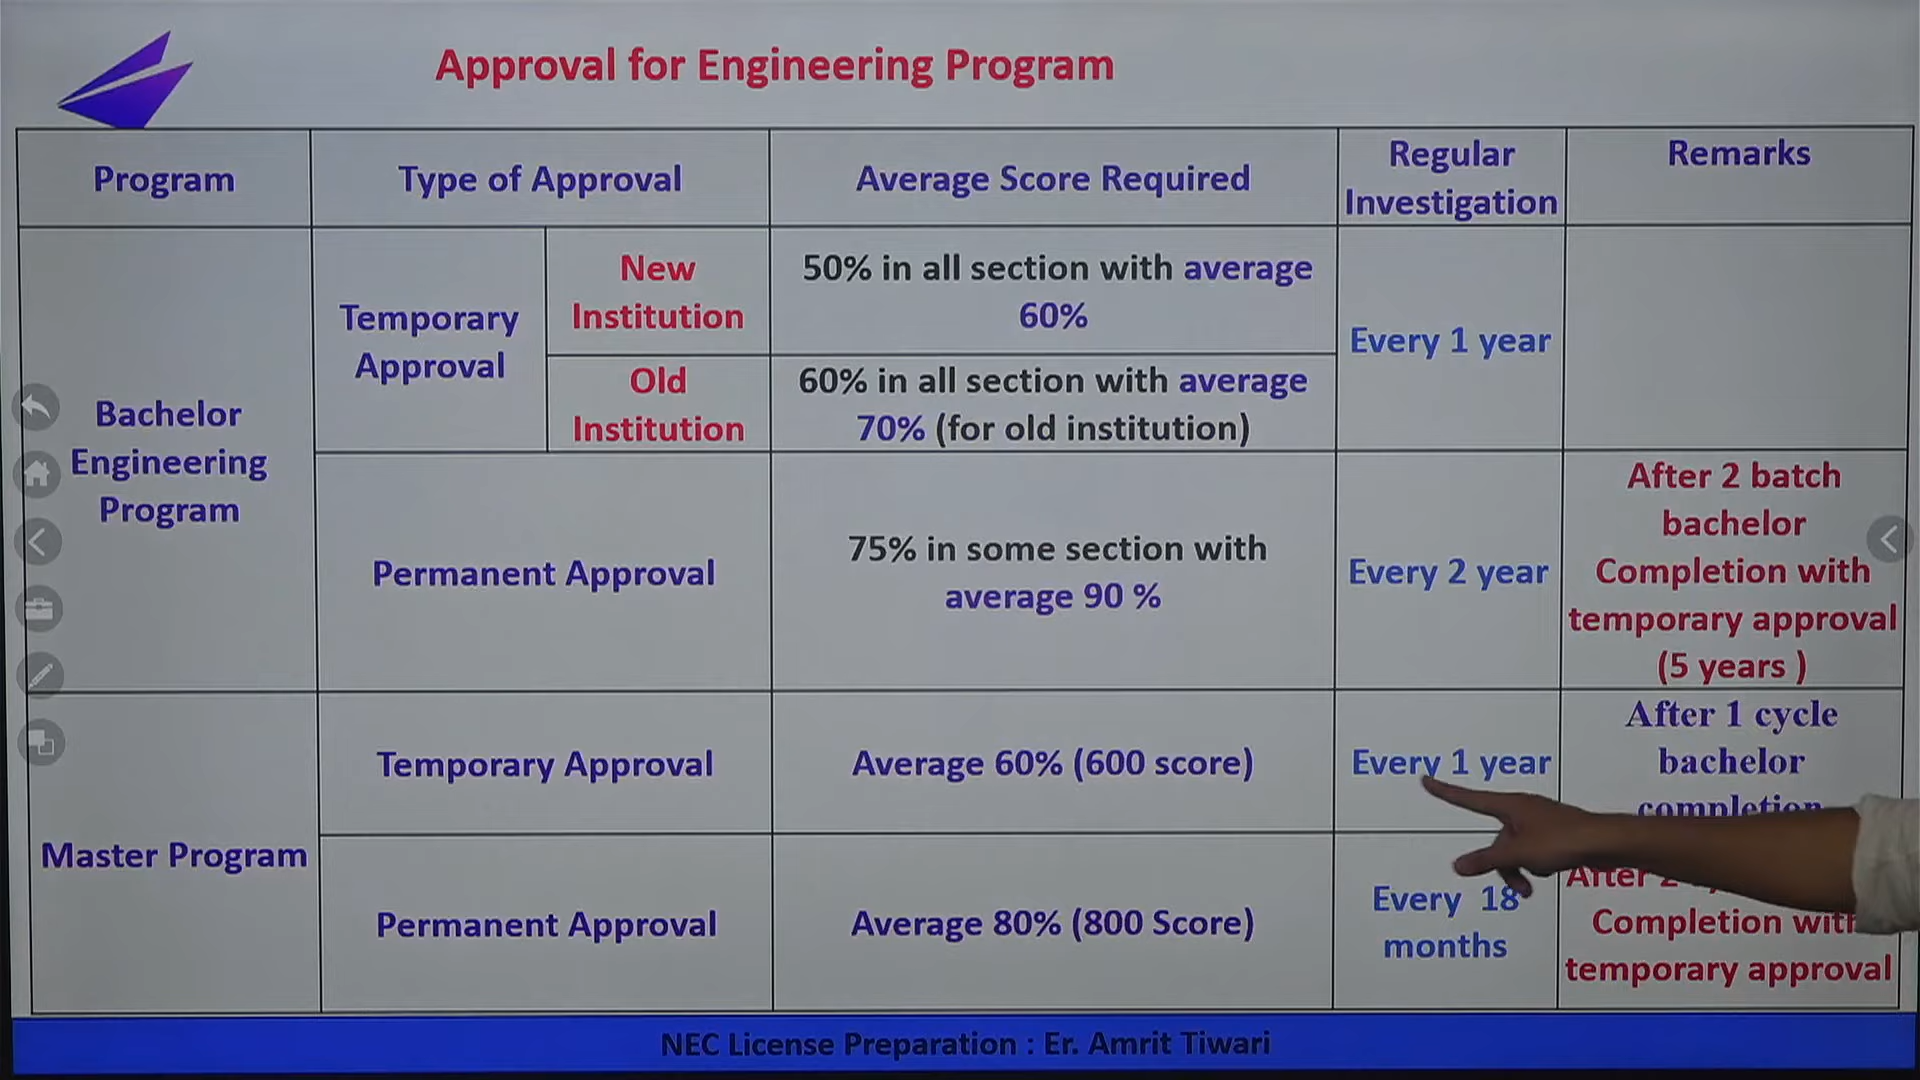 Approval for Engineering Program
Program
Type of Approval
Average Score Required
Regular
Investigation
Remarks
Bachelor
Engineering
Program
Temporary
Approval
New
Institution
50% in all section with average
60%
Every 1 year
Old
Institution
60% in all section with average
70% (for old institution)
Permanent Approval
75% in some section with
average 90 %
Every 2 year
After 2 batch
bachelor
Completion with
temporary approval
(5 years )
Master Program
Temporary Approval
Average 60% (600 score)
Every 1 year
After 1 cycle
bachelor
completion
Permanent Approval
Average 80% (800 Score)
Every 18
months
After
Completion with
temporary approval
NEC License Preparation : Er. Amrit Tiwari